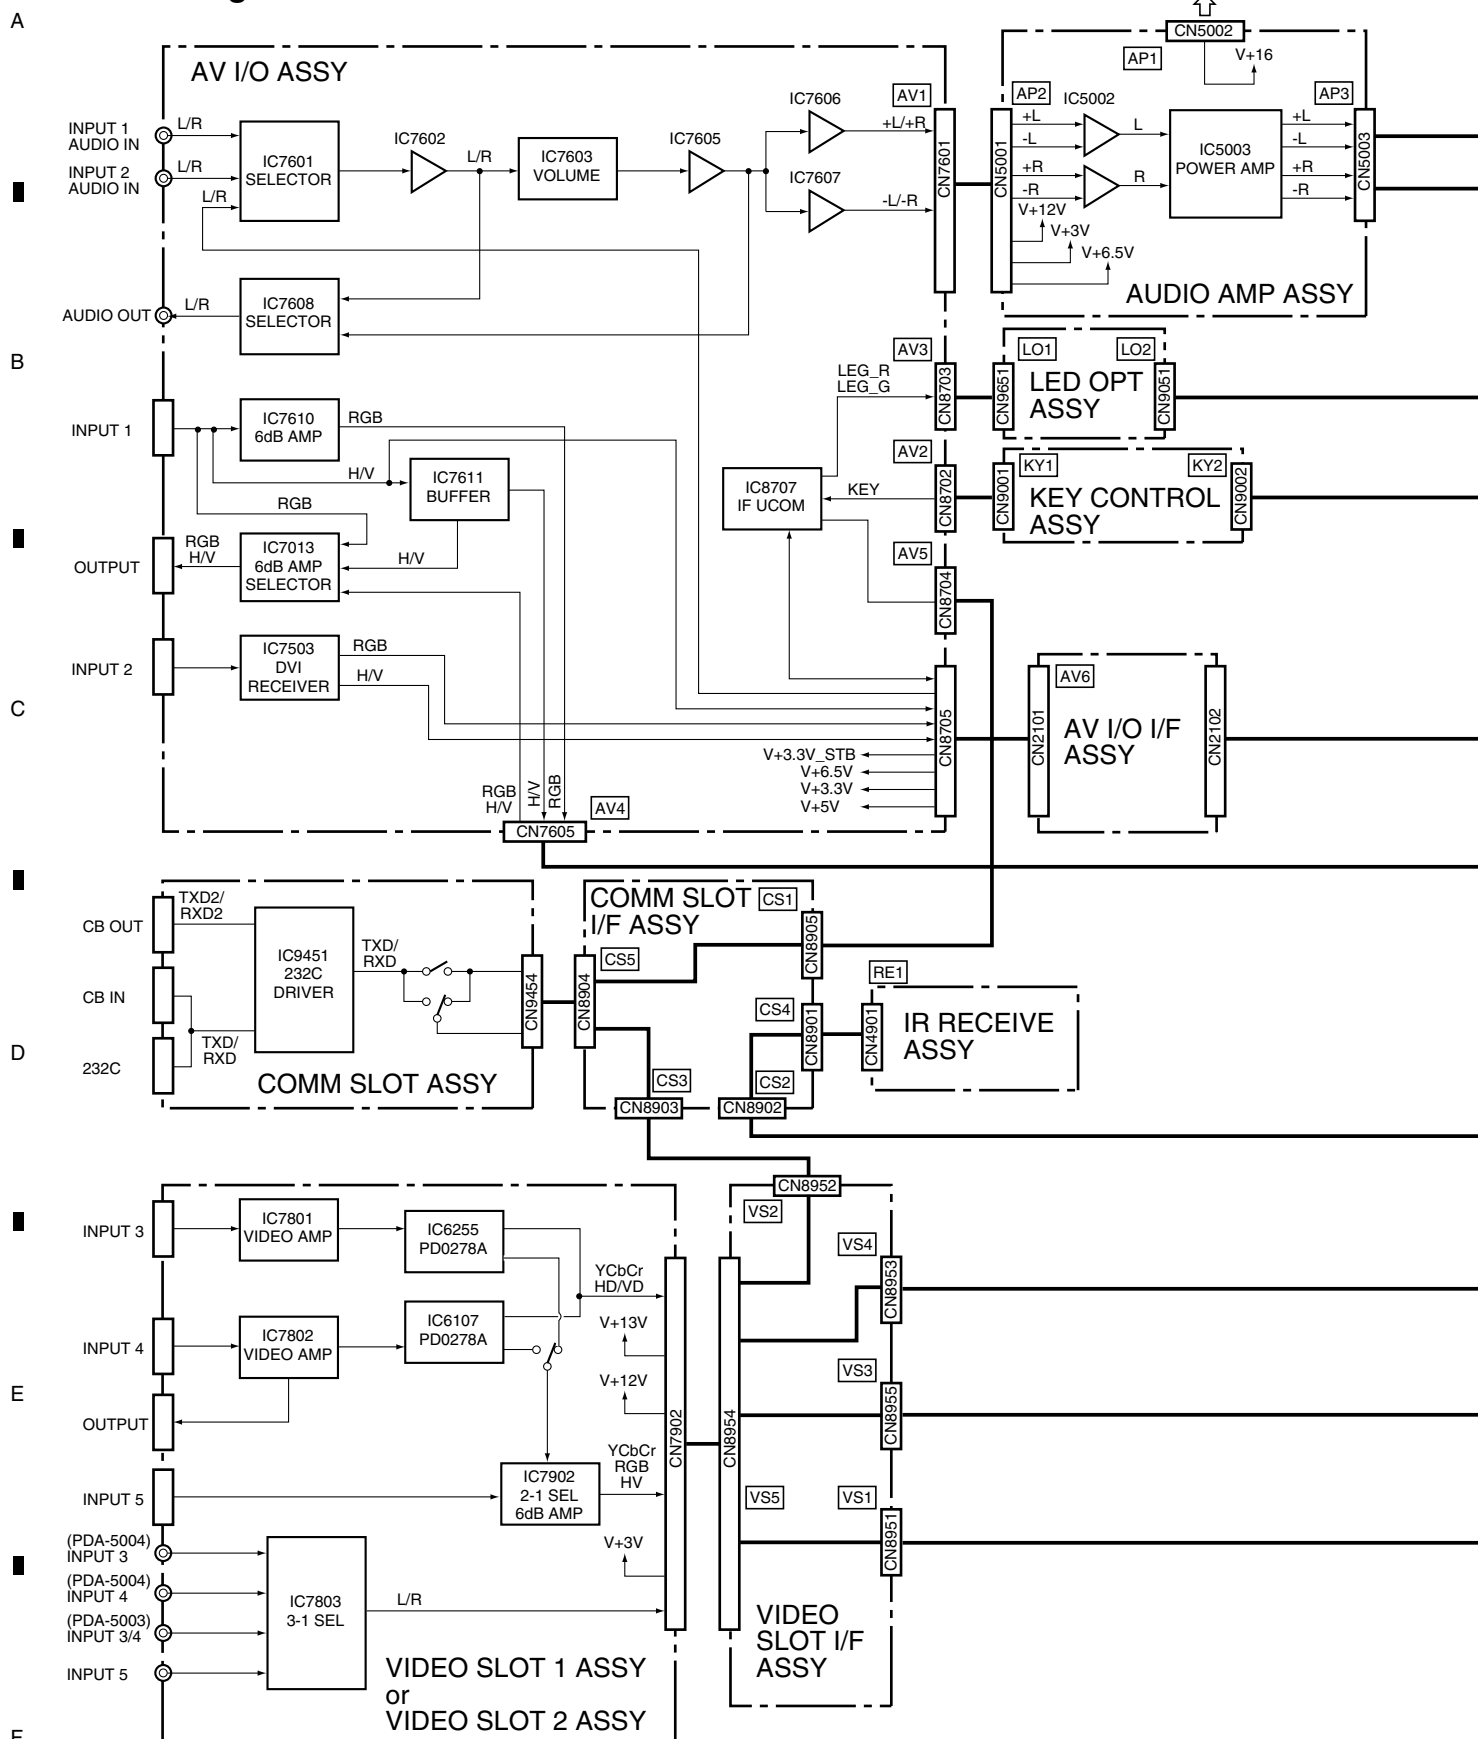 A
CN5002
AP1
V+16
AV I/O ASSY
INPUT 1
AUDIO IN
L/R
INPUT 2
AUDIO IN
L/R
L/R
IC7601
SELECTOR
IC7602
L/R
IC7603
VOLUME
IC7605
IC7606
+L/+R
IC7607
-L/-R
AV1
CN7601
AP2
CN5001
+L
-L
+R
-R
IC5002
L
R
IC5003
POWER AMP
AP3
+L
-L
+R
-R
CN5003
V+12V
V+3V
V+6.5V
AUDIO AMP ASSY
AUDIO OUT
L/R
IC7608
SELECTOR
B
AV3
LEG_R
LEG_G
CN8703
LO1
LO2
CN9651
LED OPT
ASSY
CN9051
INPUT 1
IC7610
6dB AMP
RGB
H/V
IC7611
BUFFER
RGB
AV2
IC8707
IF UCOM
KEY
CN8702
KY1
KY2
CN9001
KEY CONTROL
ASSY
CN9002
OUTPUT
RGB
H/V
IC7013
6dB AMP
SELECTOR
H/V
AV5
CN8704
INPUT 2
IC7503
DVI
RECEIVER
RGB
H/V
C
CN8705
V+3.3V_STB
V+6.5V
V+3.3V
V+5V
AV6
CN2101
AV I/O I/F
ASSY
CN2102
RGB
H/V
H/V
RGB
AV4
CN7605
CB OUT
TXD2/
RXD2
IC9451
232C
DRIVER
TXD/
RXD
CB IN
TXD/
RXD
232C
CN9454
COMM SLOT ASSY
D
COMM SLOT
I/F ASSY
CS1
CN8905
CS5
CN8904
CS4
CN8901
RE1
CN4901
IR RECEIVE
ASSY
CS3
CS2
CN8903
CN8902
CN8952
VS2
INPUT 3
IC7801
VIDEO AMP
IC6255
PD0278A
YCbCr
HD/VD
INPUT 4
IC7802
VIDEO AMP
IC6107
PD0278A
V+13V
V+12V
E
OUTPUT
CN7902
CN8954
VS4
CN8953
VS3
CN8955
YCbCr
RGB
HV
INPUT 5
IC7902
2-1 SEL
6dB AMP
VS5
VS1
CN8951
V+3V
(PDA-5004)
INPUT 3
(PDA-5004)
INPUT 4
(PDA-5003)
INPUT 3/4
INPUT 5
IC7803
3-1 SEL
L/R
VIDEO
SLOT I/F
ASSY
VIDEO SLOT 1 ASSY
or
VIDEO SLOT 2 ASSY